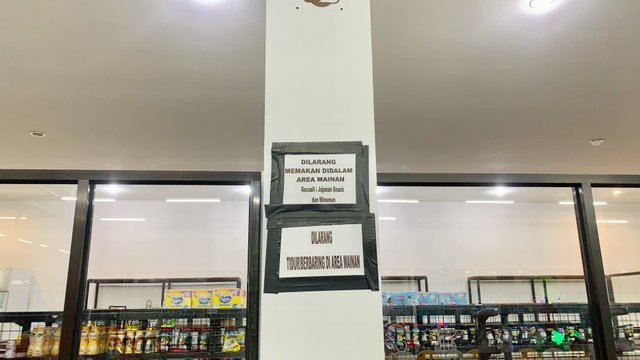 DILARANG
MEMAKAN DIDALAM
AREA MAINAN
Kecuali : Jajanan Snack
dan Minuman
DILARANG
TIDUR/BERBARING DI AREA MAINAN